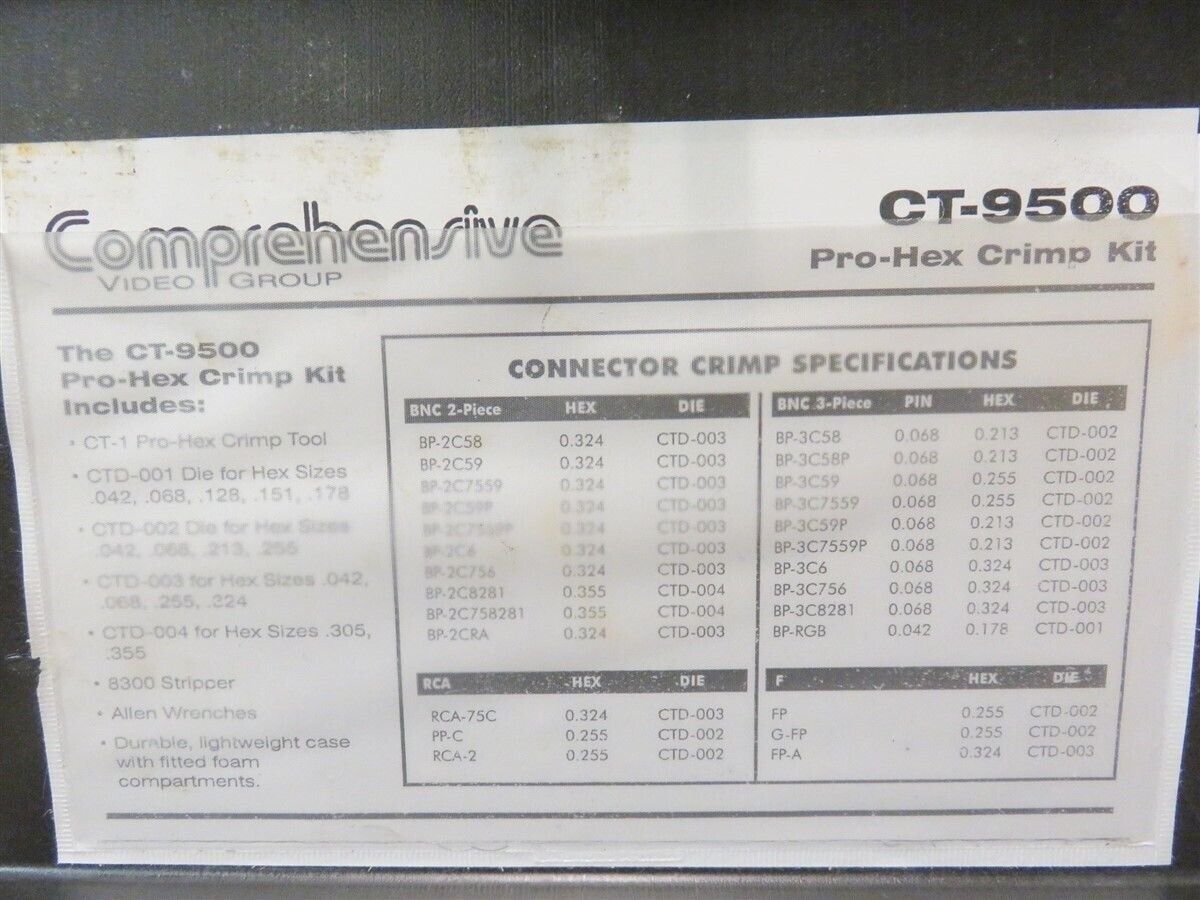 Comprehensive
VIDEO GROUP
CT-9500
Pro-Hex Crimp Kit
The CT-9500
Pro-Hex Crimp Kit
Includes:
• CT-1 Pro-Hex Crimp Tool
• CTD-001 Die for Hex Sizes
.042, .068, .128, .151, .178
• CTD-002 Die for Hex Sizes
.042, .068, .213, .255
• CTD-003 for Hex Sizes .042,
.068, .255, .324
• CTD-004 for Hex Sizes .305,
.355
• 8300 Stripper
• Allen Wrenches
• Durable, lightweight case
with fitted foam
compartments.
CONNECTOR CRIMP SPECIFICATIONS
BNC 2-Piece HEX DIE
BP-2C58 0.324 CTD-003
BP-2C59 0.324 CTD-003
BP-2C7559 0.324 CTD-003
BP-2C59P 0.324 CTD-003
BP-2C7559P 0.324 CTD-003
BP-2C6 0.324 CTD-003
BP-2C756 0.324 CTD-003
BP-2C8281 0.355 CTD-004
BP-2C758281 0.355 CTD-004
BP-2CRA 0.324 CTD-003
BNC 3-Piece PIN HEX DIE
BP-3C58 0.068 0.213 CTD-002
BP-3C58P 0.068 0.213 CTD-002
BP-3C59 0.068 0.255 CTD-002
BP-3C7559 0.068 0.255 CTD-002
BP-3C59P 0.068 0.213 CTD-002
BP-3C7559P 0.068 0.213 CTD-002
BP-3C6 0.068 0.324 CTD-003
BP-3C756 0.068 0.324 CTD-003
BP-3C8281 0.068 0.324 CTD-003
BP-RGB 0.042 0.178 CTD-001
RCA HEX DIE
RCA-75C 0.324 CTD-003
PP-C 0.255 CTD-002
RCA-2 0.255 CTD-002
F HEX DIE
FP 0.255 CTD-002
G-FP 0.255 CTD-002
FP-A 0.324 CTD-003